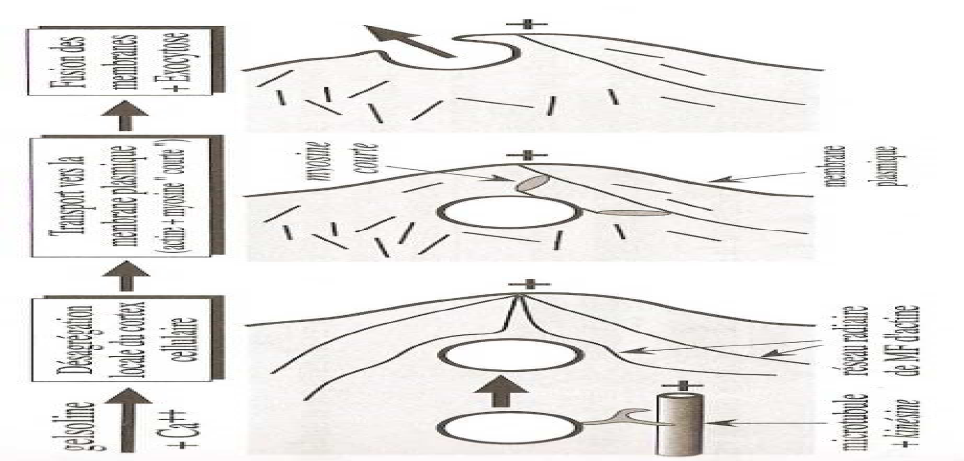 gelsoline
+ Ca++
Désagrégation
locale du cortex
cellulaire
Transport vers la
membrane plasmique
(actine + myosine " courte ")
Fusion des
membranes
+ Exocytose
microtubule
+ kinésine
réseau radiaire
de MF d'actine
membrane
plasmique
myosine
courte
+
+
+
+